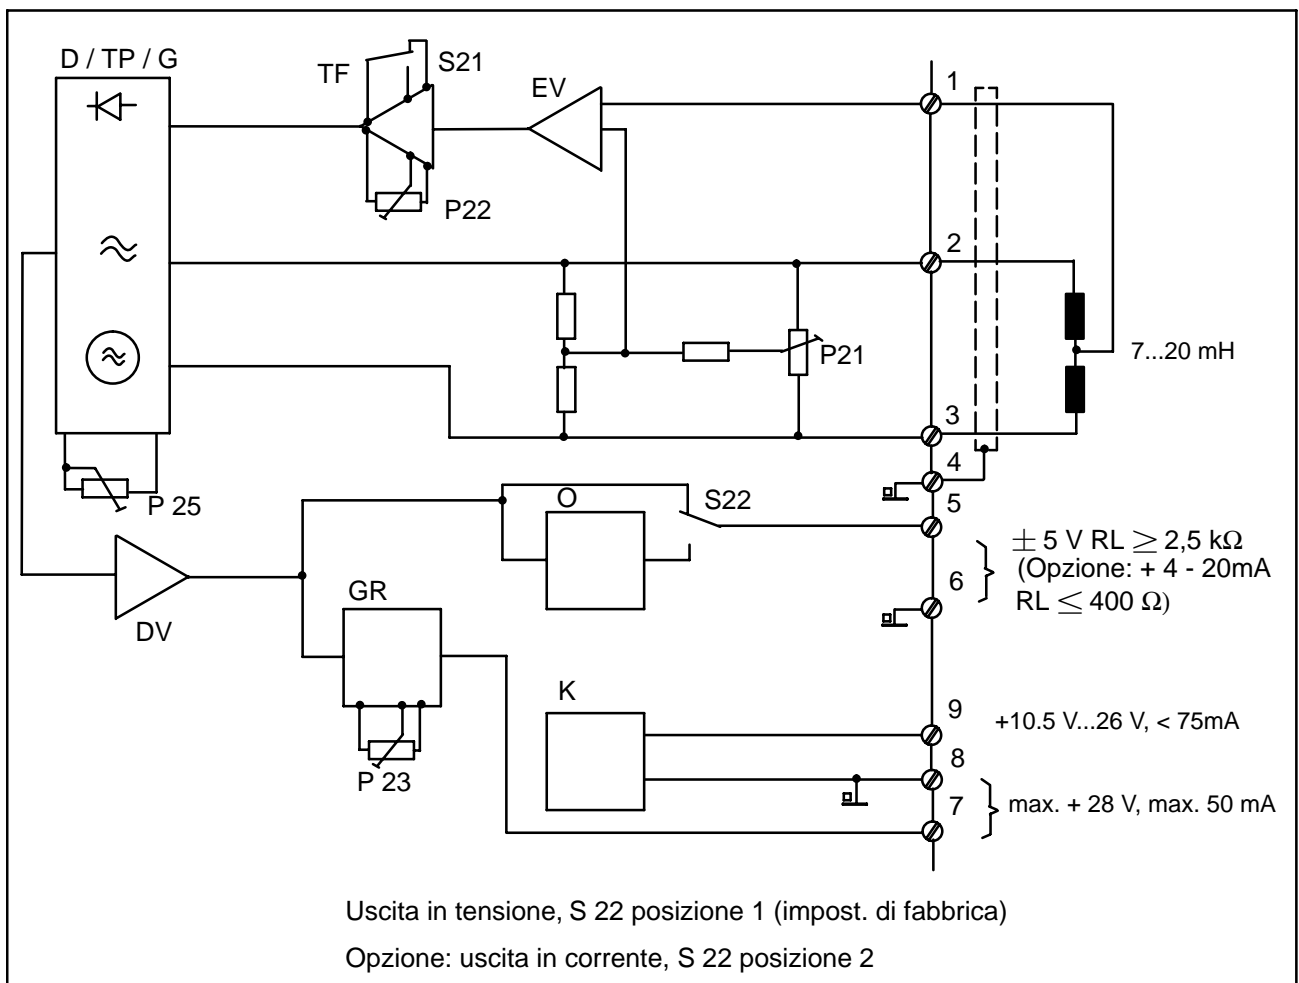 D / TP / G
TF
S21
EV
1
P22
2
P21
7...20 mH
3
4
P 25
O
S22
5
± 5 V RL ≥ 2,5 kΩ
(Opzione: + 4 - 20mA
RL ≤ 400 Ω)
6
GR
DV
K
9
+10.5 V...26 V, < 75mA
8
P 23
7
max. + 28 V, max. 50 mA
Uscita in tensione, S 22 posizione 1 (impost. di fabbrica)
Opzione: uscita in corrente, S 22 posizione 2